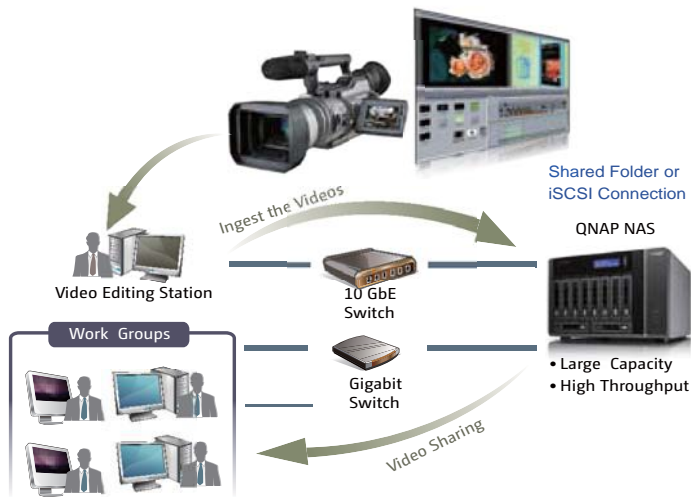 Shared Folder or
iSCSI Connection
Ingest the Videos
QNAP NAS
Video Editing Station
10 GbE
Switch
Work Groups
• Large Capacity
• High Throughput
Gigabit
Switch
Video Sharing